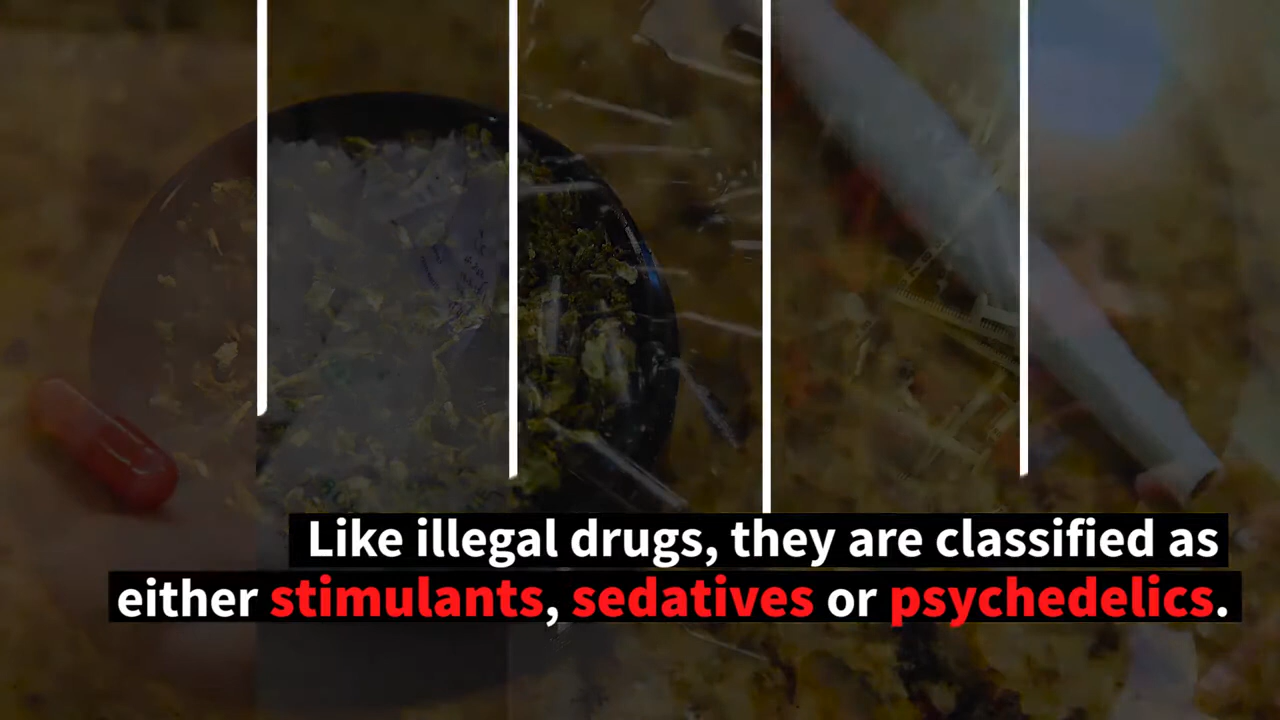 Like illegal drugs, they are classified as
either stimulants, sedatives or psychedelics.